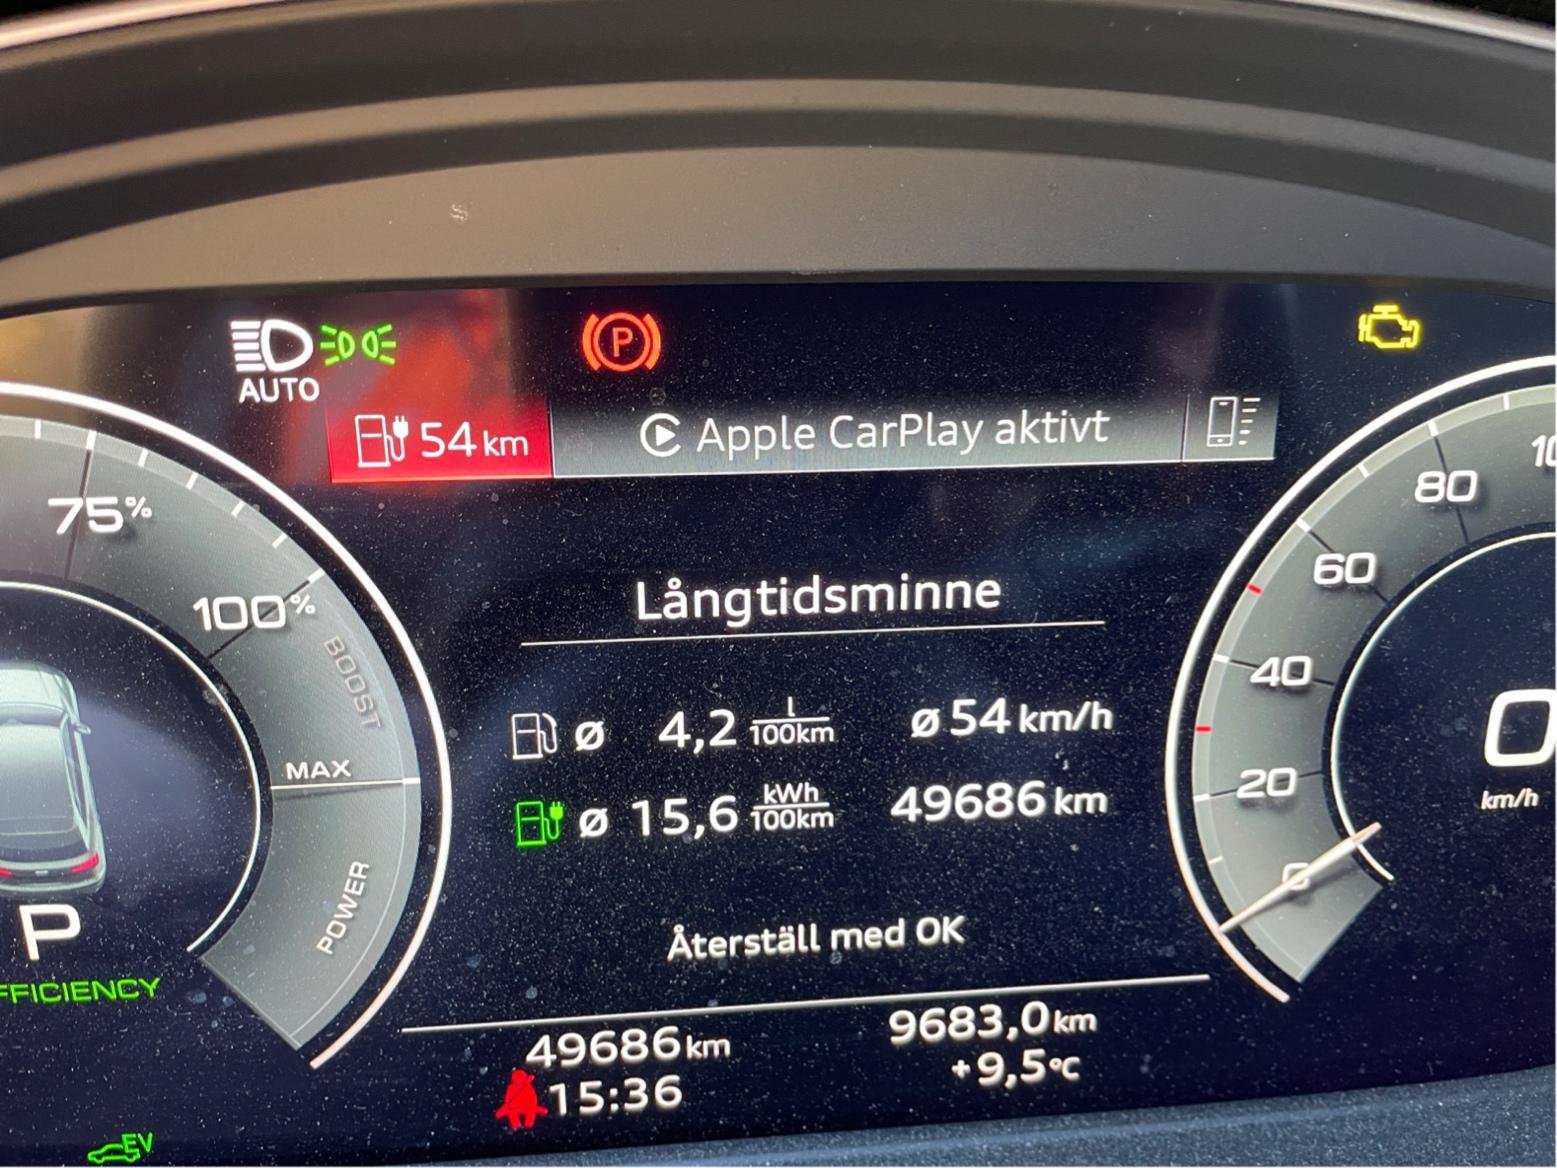 AUTO
P
54 km
Apple CarPlay aktivt
75%
100%
BOOST
MAX
POWER
P
EV
Långtidsminne
ø 4,2 l/100km ø 54 km/h
ø 15,6 kWh/100km 49686 km
Återställ med OK
49686 km 9683,0 km
15:36 +9,5°C
80
60
40
20
0
0
km/h